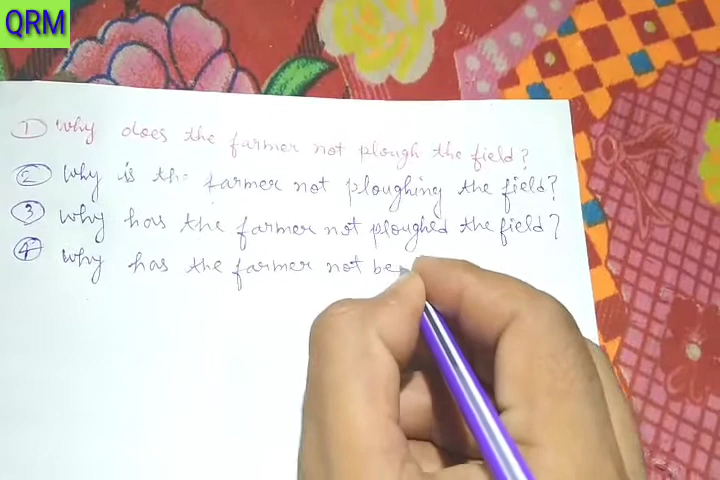 QRM
1 Why does the farmer not plough the field?
2 Why is the farmer not ploughing the field?
3 Why has the farmer not ploughed the field?
4 Why has the farmer not be